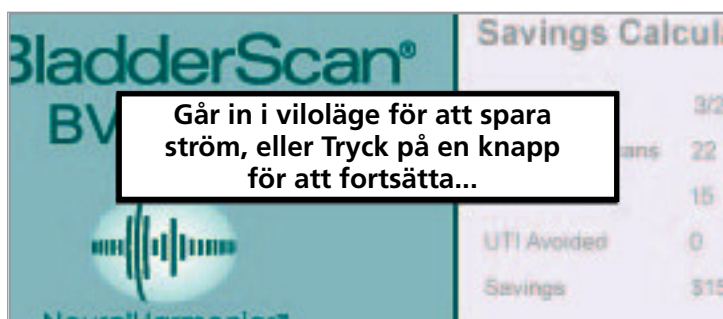 BladderScan®
BV
Savings Calcul
Går in i viloläge för att spara
ström, eller Tryck på en knapp
för att fortsätta...
3/2
ans 22
15
UTI Avoided 0
Savings $15